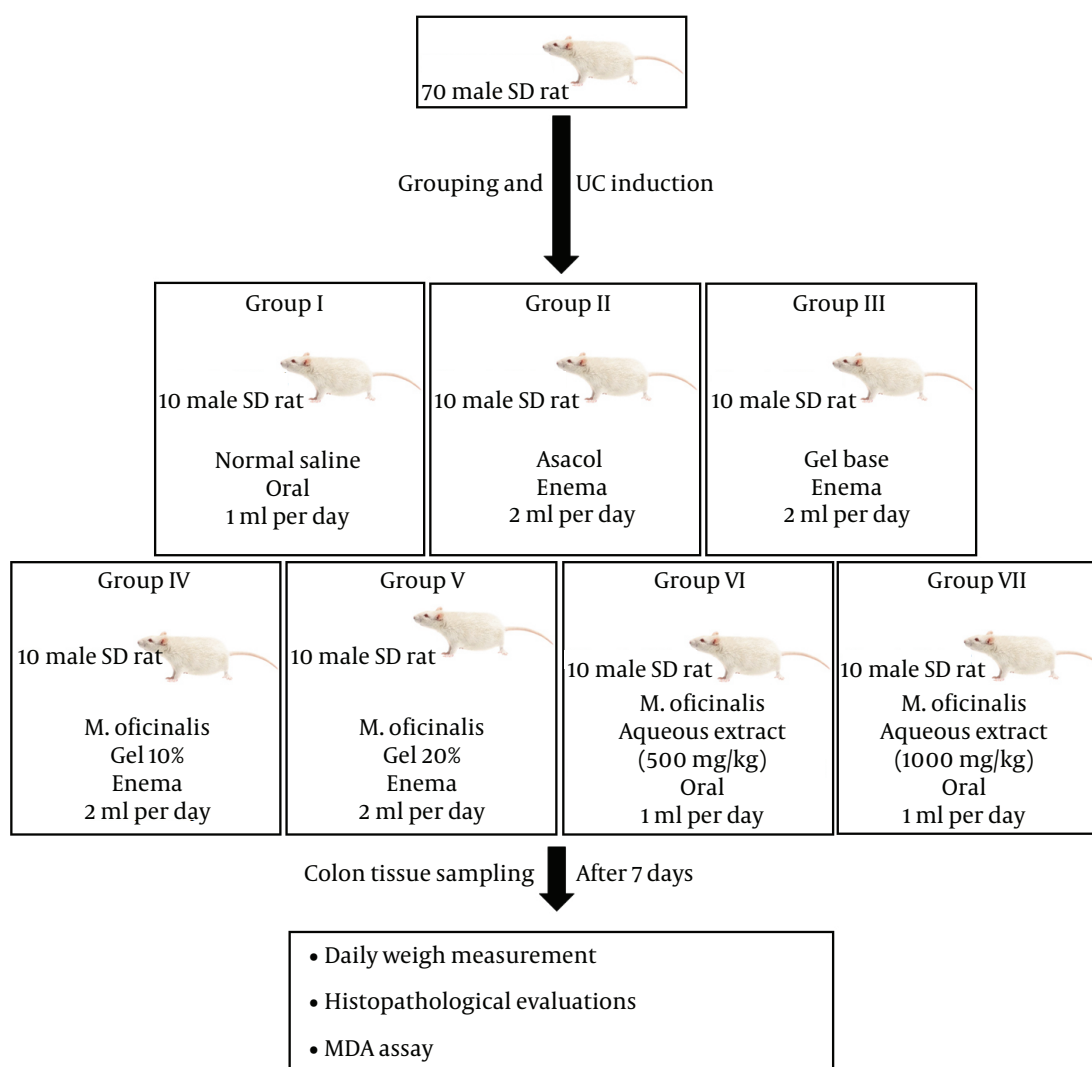 70 male SD rat
Grouping and UC induction
Group I
10 male SD rat
Normal saline
Oral
1 ml per day
Group II
10 male SD rat
Asacol
Enema
2 ml per day
Group III
10 male SD rat
Gel base
Enema
2 ml per day
Group IV
10 male SD rat
M. oficinalis
Gel 10%
Enema
2 ml per day
Group V
10 male SD rat
M. oficinalis
Gel 20%
Enema
2 ml per day
Group VI
10 male SD rat
M. oficinalis
Aqueous extract
(500 mg/kg)
Oral
1 ml per day
Group VII
10 male SD rat
M. oficinalis
Aqueous extract
(1000 mg/kg)
Oral
1 ml per day
Colon tissue sampling After 7 days
• Daily weigh measurement
• Histopathological evaluations
• MDA assay